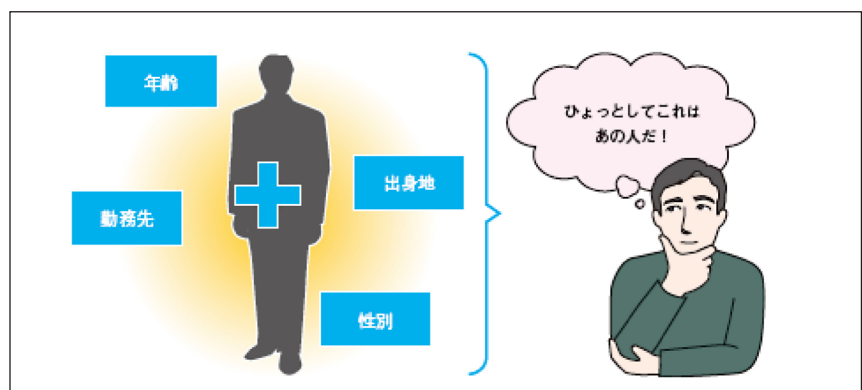 年齢
出身地
勤務先
性別
ひょっとしてこれは
あの人だ！